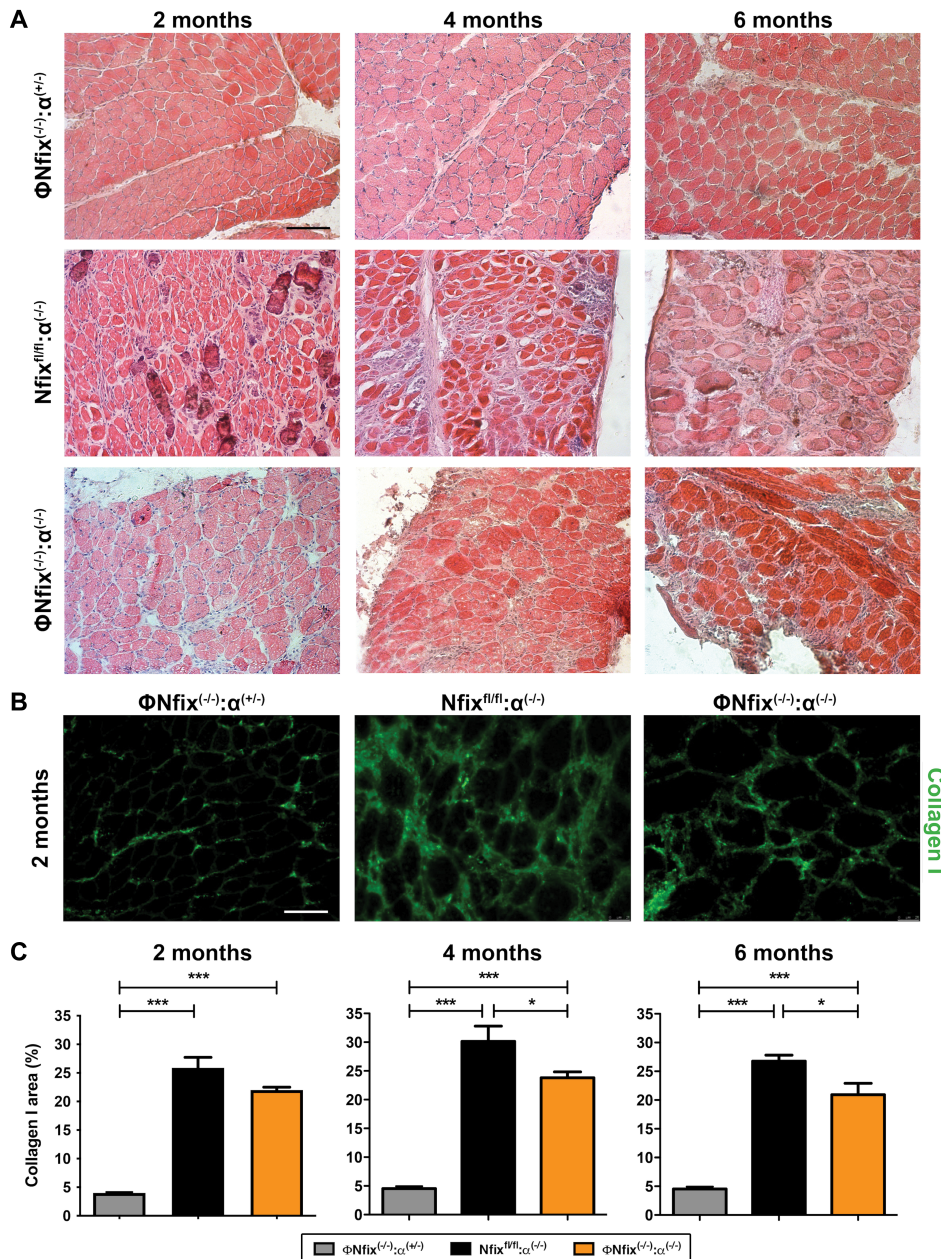 A
2 months
4 months
6 months
ΦNfix(-/-):α(+/-)
Nfixfl/fl:α(-/-)
ΦNfix(-/-):α(-/-)
B
ΦNfix(-/-):α(+/-)
Nfixfl/fl:α(-/-)
ΦNfix(-/-):α(-/-)
2 months
Collagen I
C
2 months
4 months
6 months
***
***
***
***
*
***
***
*
Collagen I area (%)
35
30
25
20
15
10
5
0
35
30
25
20
15
10
5
0
35
30
25
20
15
10
5
0
ΦNfix(-/-):α(+/-)
Nfixfl/fl:α(-/-)
ΦNfix(-/-):α(-/-)